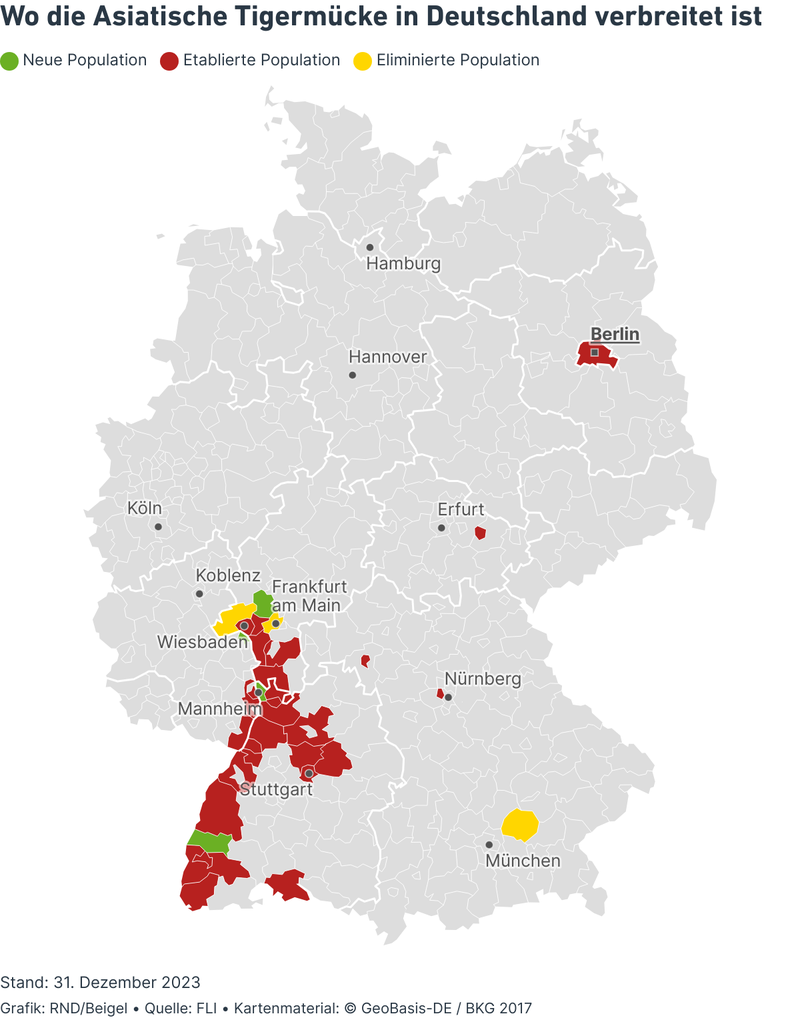 Wo die Asiatische Tigermücke in Deutschland verbreitet ist
Neue Population Etablierte Population Eliminierte Population
Hamburg
Berlin
Hannover
Köln
Erfurt
Koblenz
Frankfurt
am Main
Wiesbaden
Nürnberg
Mannheim
Stuttgart
München
Stand: 31. Dezember 2023
Grafik: RND/Beigel • Quelle: FLI • Kartenmaterial: © GeoBasis-DE / BKG 2017